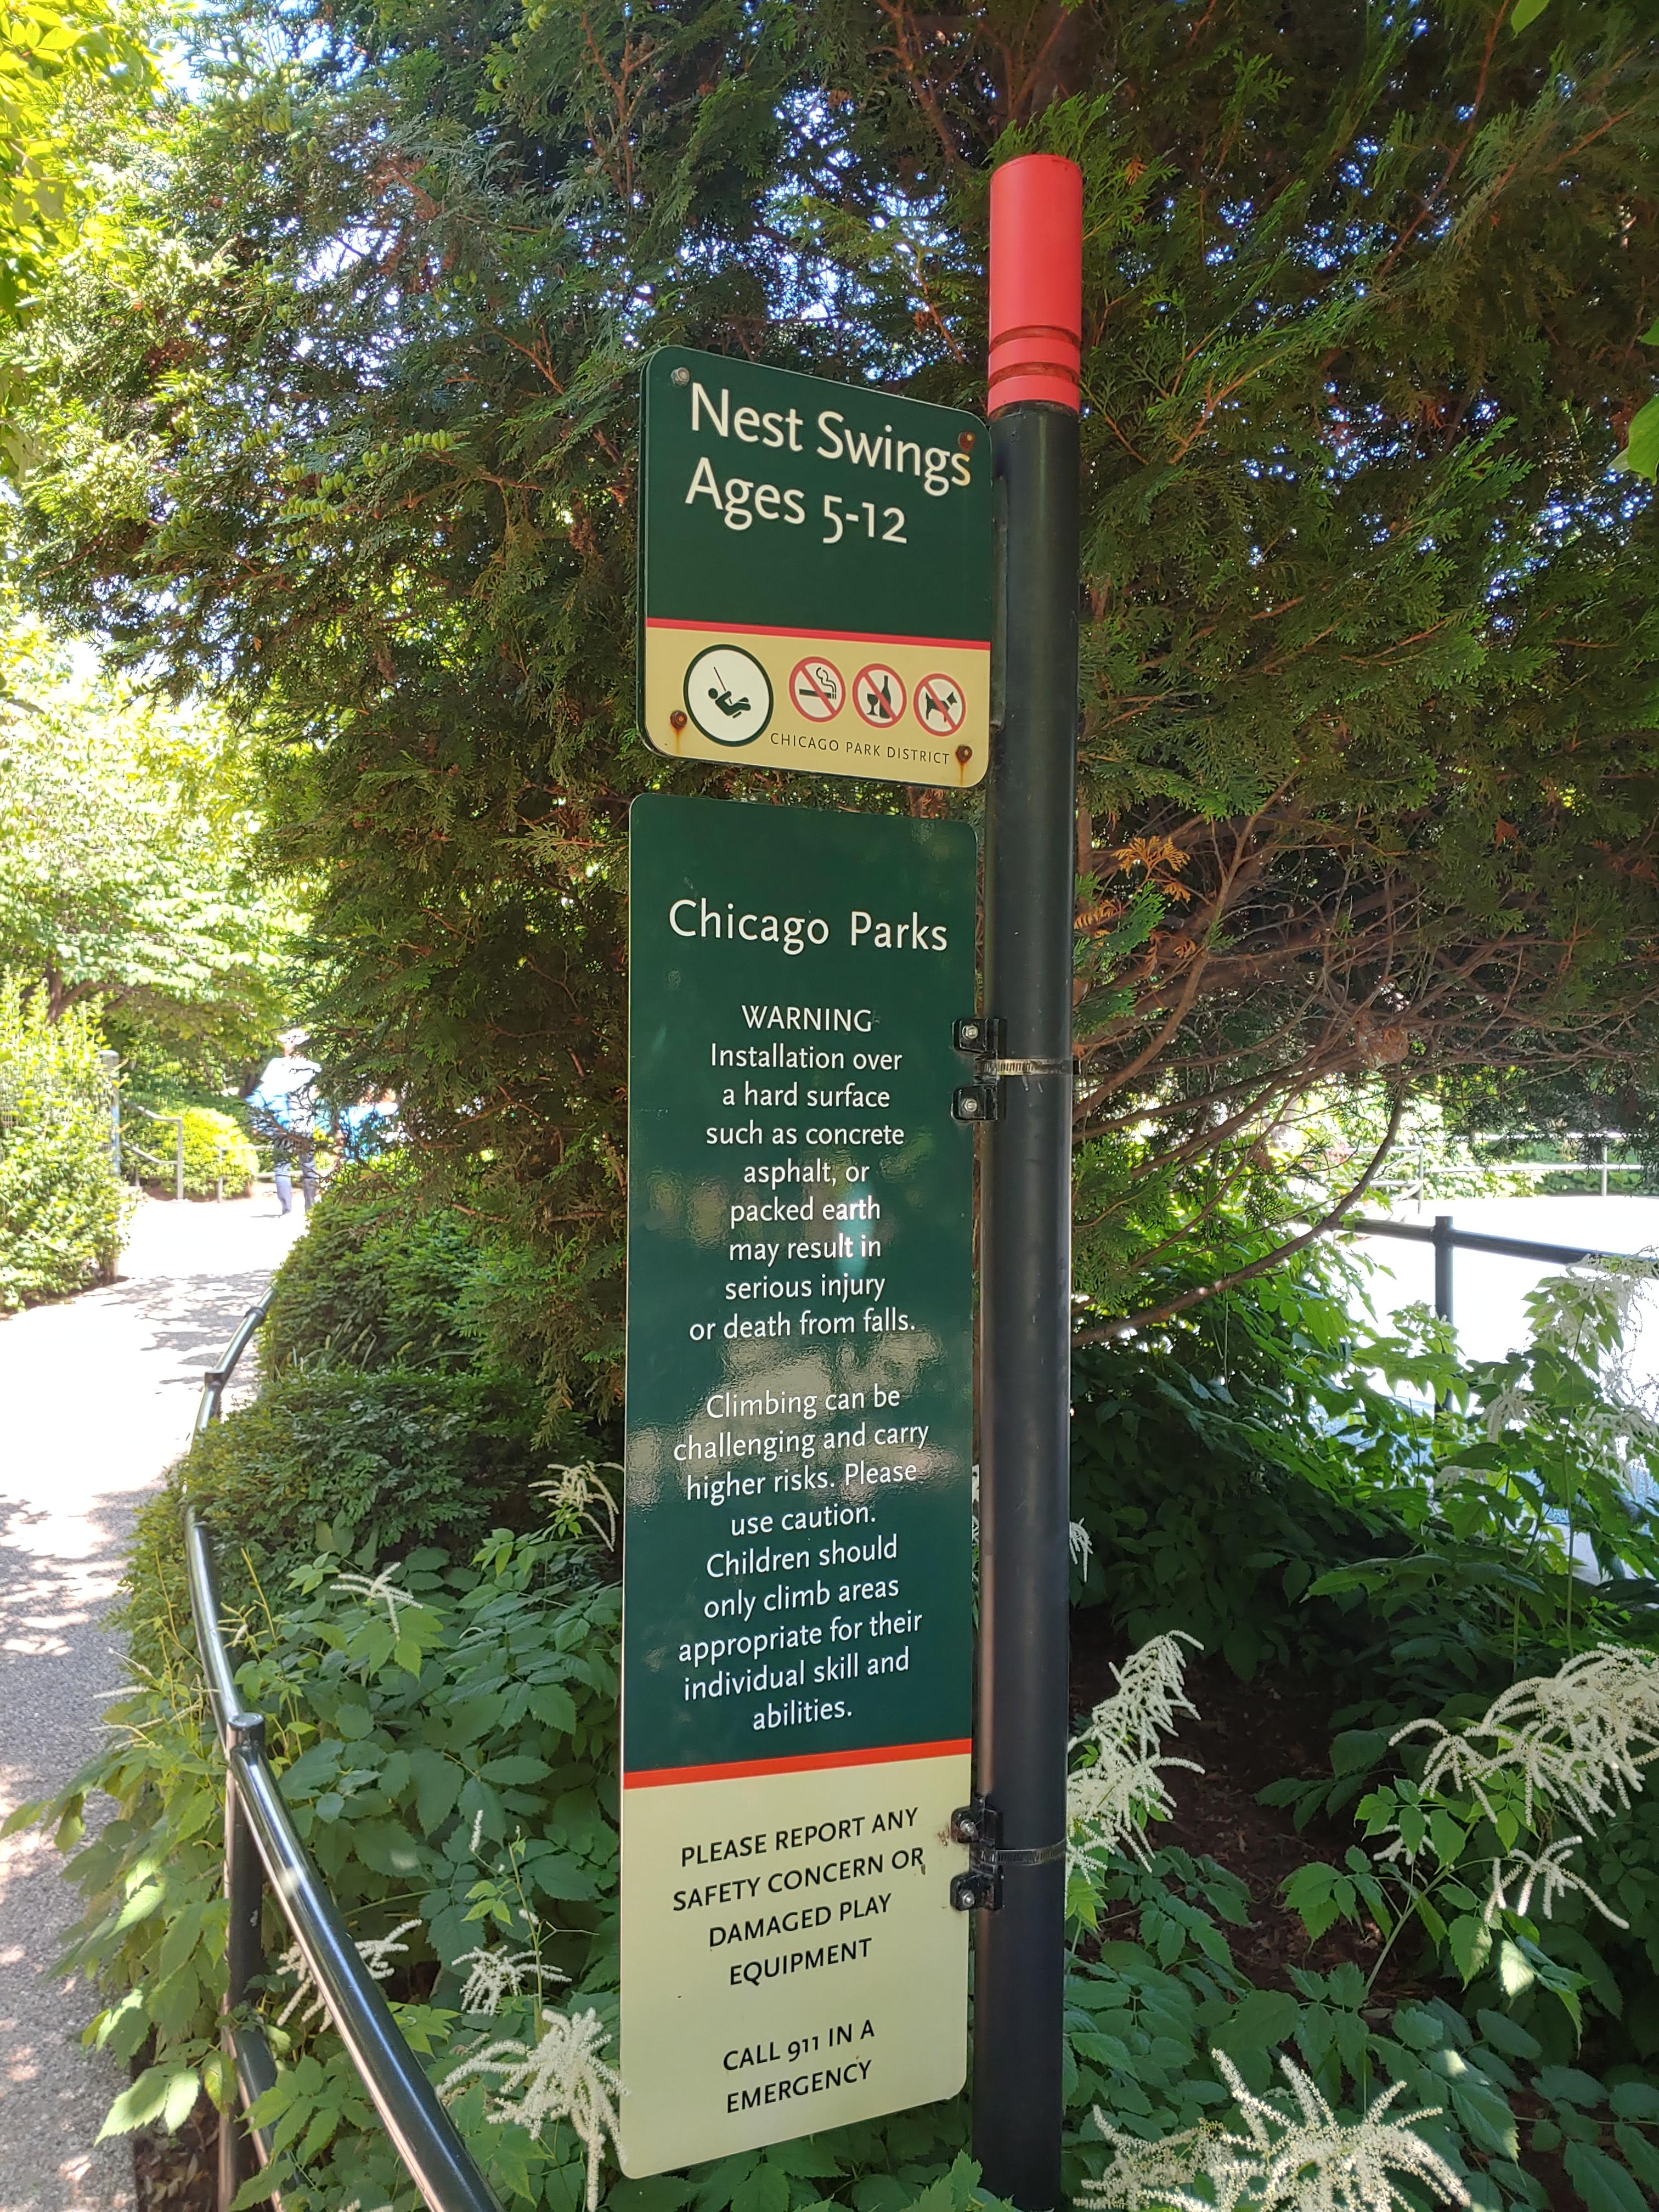 Nest Swings
Ages 5-12
CHICAGO PARK DISTRICT
Chicago Parks
WARNING
Installation over
a hard surface
such as concrete
asphalt, or
packed earth
may result in
serious injury
or death from falls.
Climbing can be
challenging and carry
higher risks. Please
use caution.
Children should
only climb areas
appropriate for their
individual skill and
abilities.
PLEASE REPORT ANY
SAFETY CONCERN OR
DAMAGED PLAY
EQUIPMENT
CALL 911 IN A
EMERGENCY